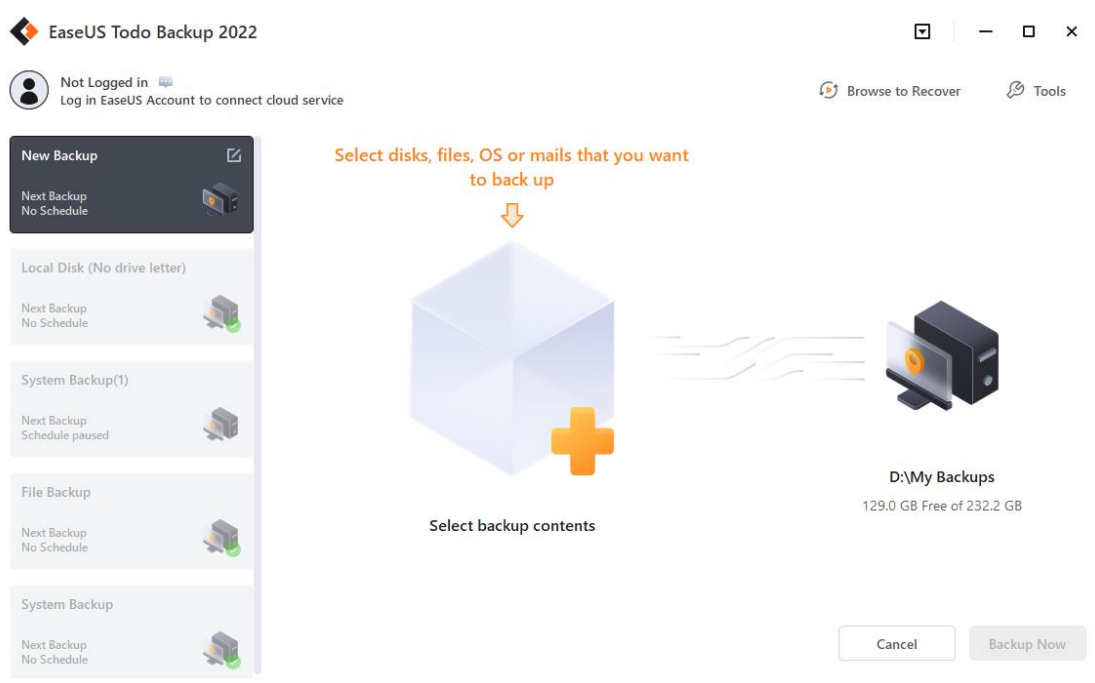 EaseUS Todo Backup 2022
Not Logged in
Log in EaseUS Account to connect cloud service
Browse to Recover
Tools
New Backup
Next Backup
No Schedule
Local Disk (No drive letter)
Next Backup
No Schedule
System Backup(1)
Next Backup
Schedule paused
File Backup
Next Backup
No Schedule
System Backup
Next Backup
No Schedule
Select disks, files, OS or mails that you want
to back up
Select backup contents
D:\My Backups
129.0 GB Free of 232.2 GB
Cancel
Backup Now